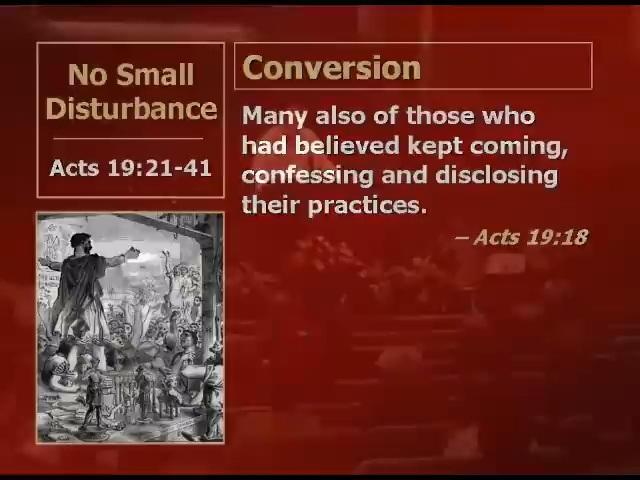 No Small
Disturbance
Acts 19:21-41
Conversion
Many also of those who
had believed kept coming,
confessing and disclosing
their practices.
– Acts 19:18